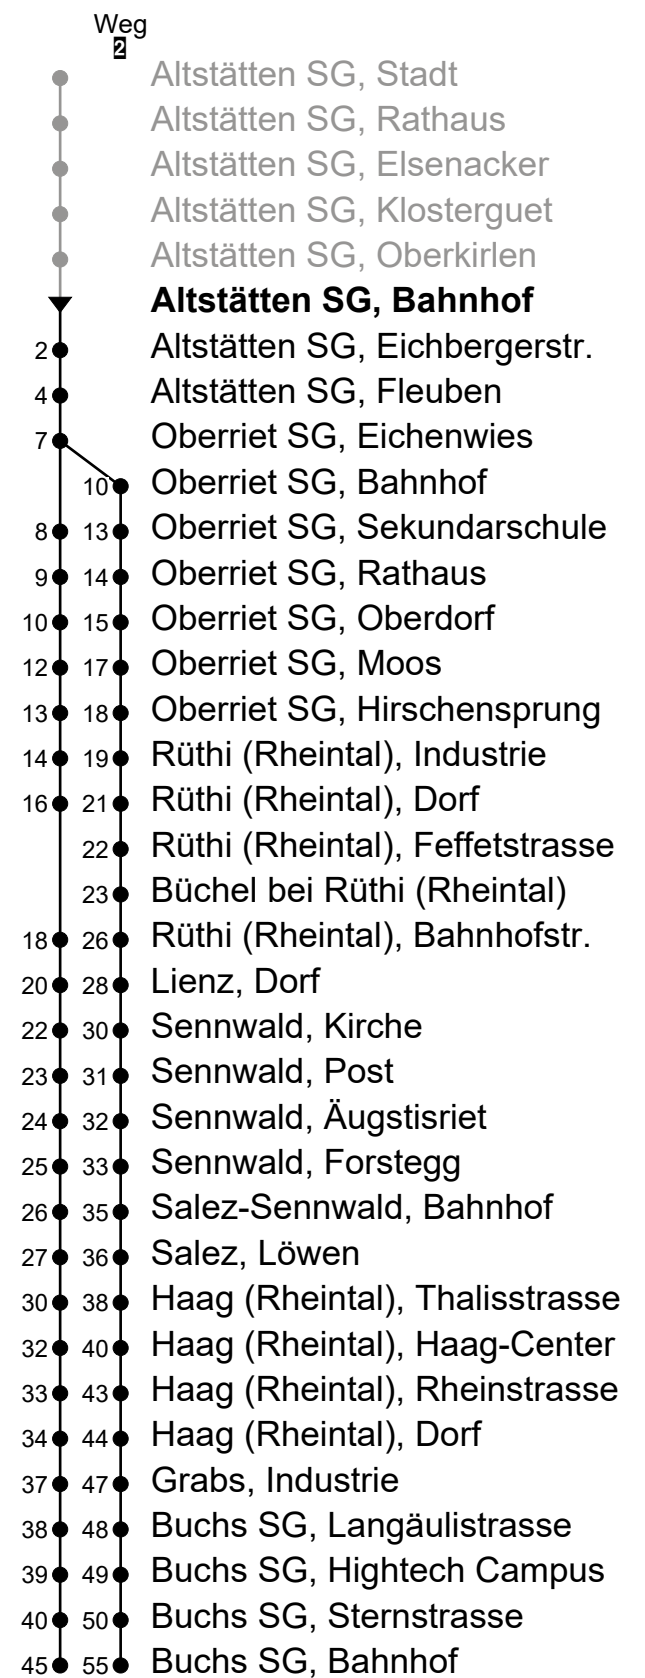 Weg
2
Altstätten SG, Stadt
Altstätten SG, Rathaus
Altstätten SG, Elsenacker
Altstätten SG, Klosterguet
Altstätten SG, Oberkirlen
Altstätten SG, Bahnhof
2 Altstätten SG, Eichbergerstr.
4 Altstätten SG, Fleuben
7 Oberriet SG, Eichenwies
10 Oberriet SG, Bahnhof
8 13 Oberriet SG, Sekundarschule
9 14 Oberriet SG, Rathaus
10 15 Oberriet SG, Oberdorf
12 17 Oberriet SG, Moos
13 18 Oberriet SG, Hirschensprung
14 19 Rüthi (Rheintal), Industrie
16 21 Rüthi (Rheintal), Dorf
22 Rüthi (Rheintal), Feffetstrasse
23 Büchel bei Rüthi (Rheintal)
18 26 Rüthi (Rheintal), Bahnhofstr.
20 28 Lienz, Dorf
22 30 Sennwald, Kirche
23 31 Sennwald, Post
24 32 Sennwald, Äugstisriet
25 33 Sennwald, Forstegg
26 35 Salez-Sennwald, Bahnhof
27 36 Salez, Löwen
30 38 Haag (Rheintal), Thalisstrasse
32 40 Haag (Rheintal), Haag-Center
33 43 Haag (Rheintal), Rheinstrasse
34 44 Haag (Rheintal), Dorf
37 47 Grabs, Industrie
38 48 Buchs SG, Langäulistrasse
39 49 Buchs SG, Hightech Campus
40 50 Buchs SG, Sternstrasse
45 55 Buchs SG, Bahnhof